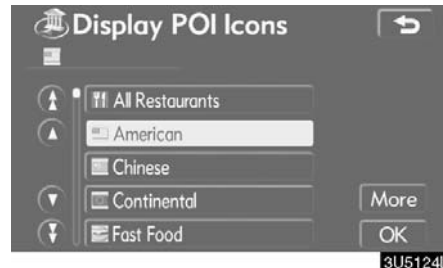 Display POI Icons
All Restaurants
American
Chinese
Continental
More
Fast Food
OK
3U5124